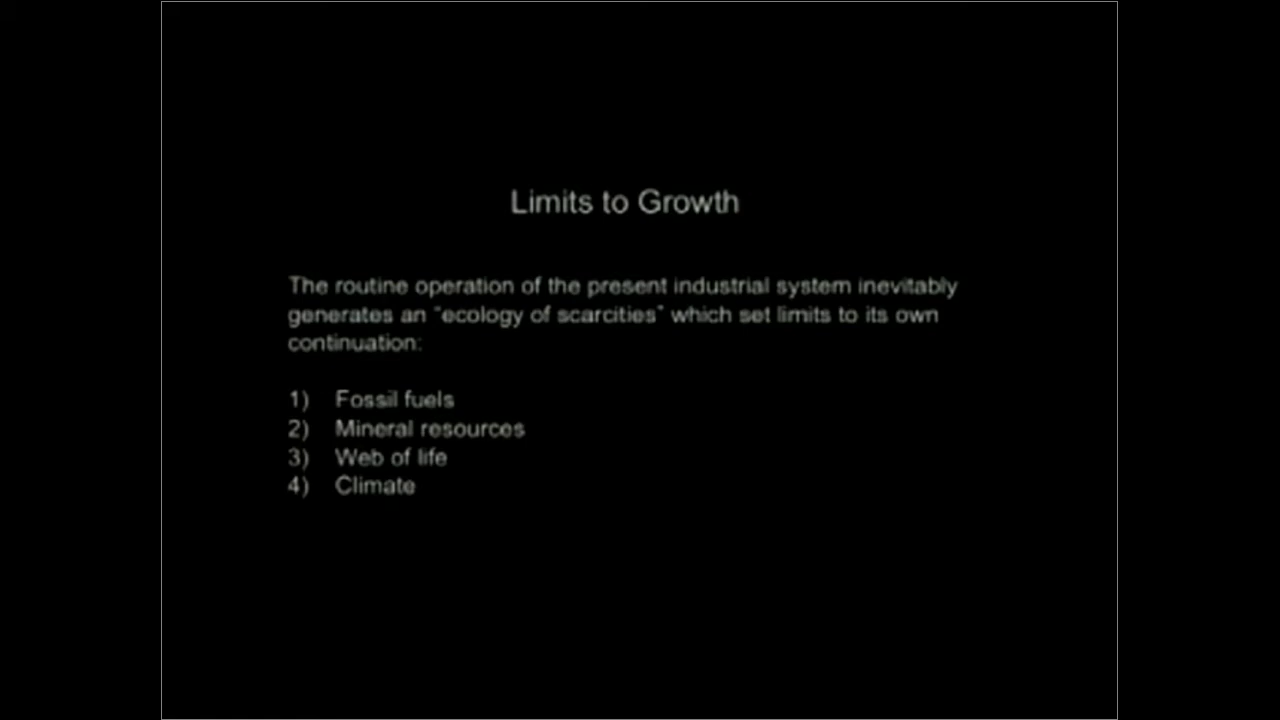 Limits to Growth
The routine operation of the present industrial system inevitably
generates an "ecology of scarcities" which set limits to its own
continuation:
1) Fossil fuels
2) Mineral resources
3) Web of life
4) Climate